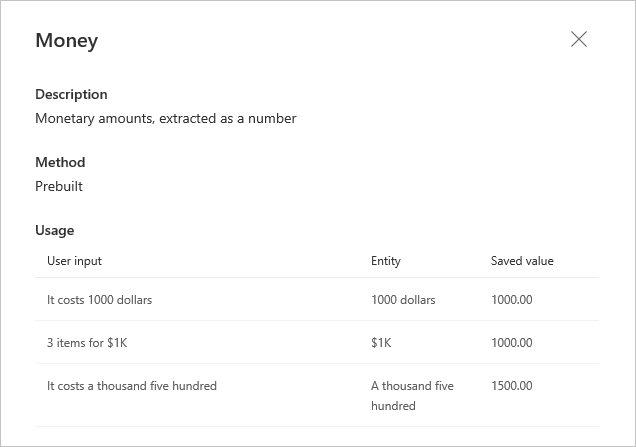 Money
Description
Monetary amounts, extracted as a number
Method
Prebuilt
Usage
User input Entity Saved value
It costs 1000 dollars 1000 dollars 1000.00
3 items for $1K $1K 1000.00
It costs a thousand five hundred A thousand five 1500.00
hundred